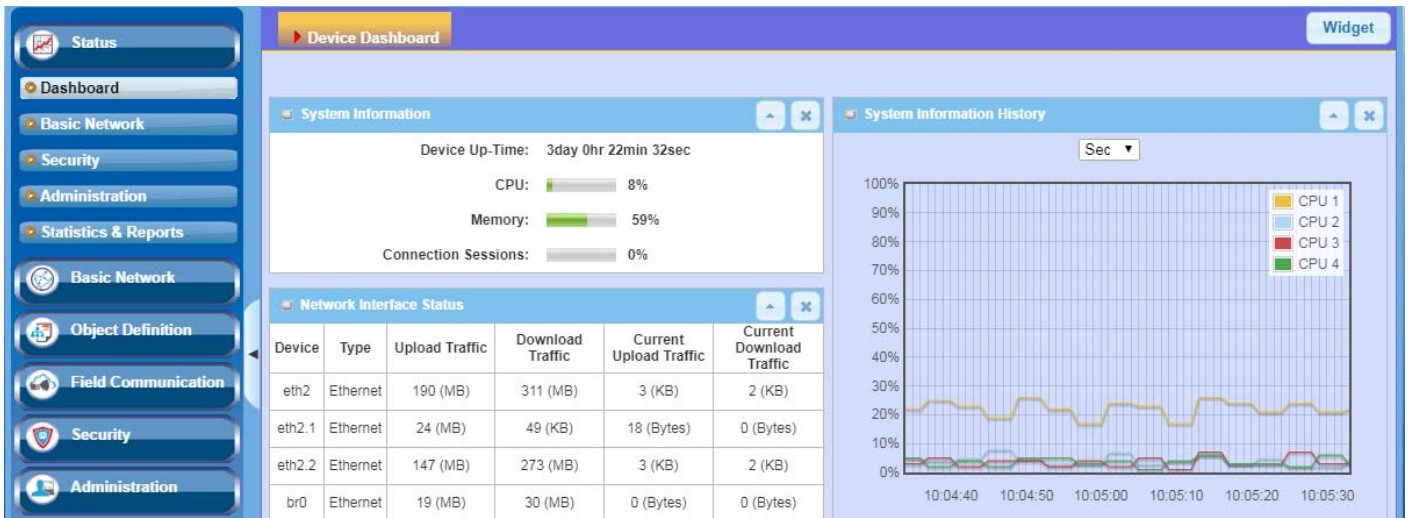 Status
Dashboard
Basic Network
Security
Administration
Statistics & Reports
Basic Network
Object Definition
Field Communication
Security
Administration
Device Dashboard
Widget
System Information
Device Up-Time: 3day 0hr 22min 32sec
CPU: 8%
Memory: 59%
Connection Sessions: 0%
Network Interface Status
Device Type Upload Traffic Download Traffic Current Upload Traffic Current Download Traffic
eth2 Ethernet 190 (MB) 311 (MB) 3 (KB) 2 (KB)
eth2.1 Ethernet 24 (MB) 49 (KB) 18 (Bytes) 0 (Bytes)
eth2.2 Ethernet 147 (MB) 273 (MB) 3 (KB) 2 (KB)
br0 Ethernet 19 (MB) 30 (MB) 0 (Bytes) 0 (Bytes)
System Information History
Sec
100%
90%
80%
70%
60%
50%
40%
30%
20%
10%
0%
CPU 1
CPU 2
CPU 3
CPU 4
10:04:40 10:04:50 10:05:00 10:05:10 10:05:20 10:05:30